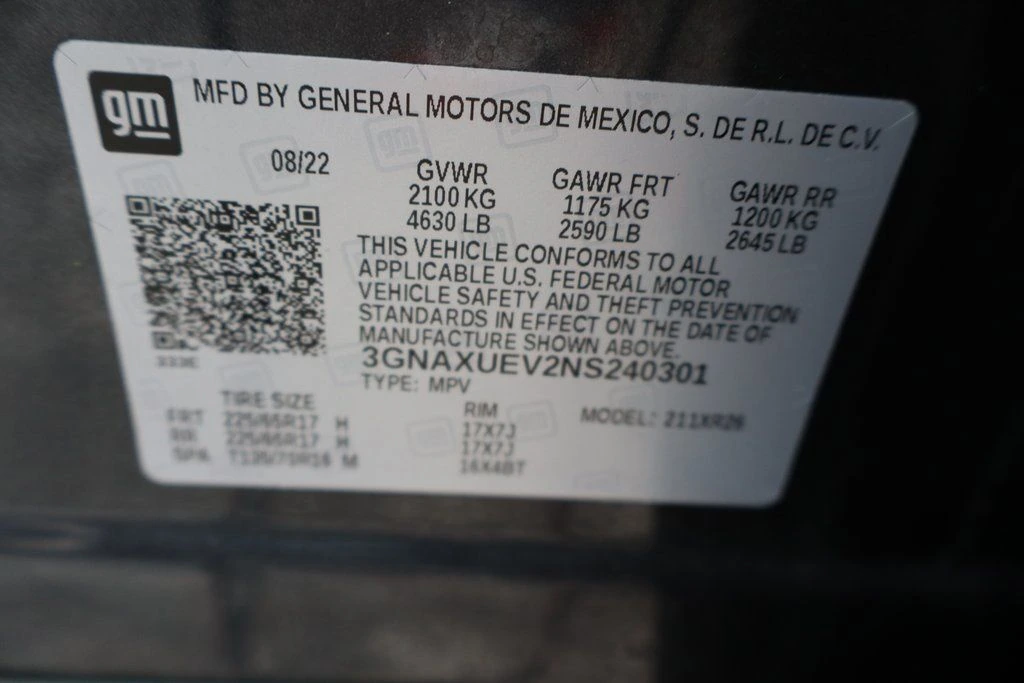 gm
MFD BY GENERAL MOTORS DE MEXICO, S. DE R.L. DE C.V.
08/22 GVWR GAWR FRT GAWR RR
2100 KG 1175 KG 1200 KG
4630 LB 2590 LB 2645 LB
THIS VEHICLE CONFORMS TO ALL
APPLICABLE U.S. FEDERAL MOTOR
VEHICLE SAFETY AND THEFT PREVENTION
STANDARDS IN EFFECT ON THE DATE OF
MANUFACTURE SHOWN ABOVE.
3GNAXUEV2NS240301
TYPE: MPV
TIRE SIZE RIM MODEL: 211XR26
FRT 225/65R17 H 17X7J
RR 225/65R17 H 17X7J
SPA M 16X4BT